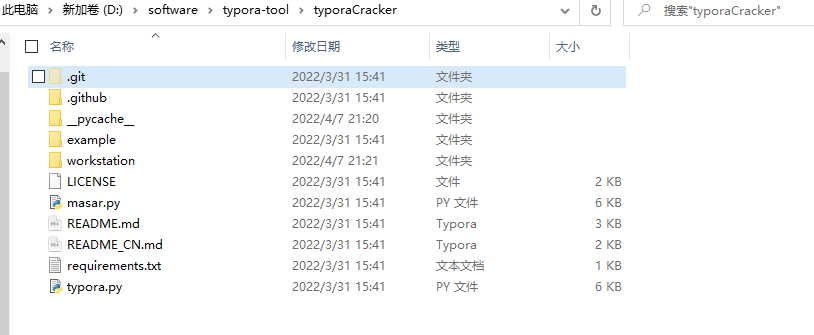 此电脑 › 新加卷 (D:) › software › typora-tool › typoraCracker 搜索"typoraCracker"
名称 修改日期 类型 大小
.git 2022/3/31 15:41 文件夹
.github 2022/3/31 15:41 文件夹
__pycache__ 2022/4/7 21:20 文件夹
example 2022/3/31 15:41 文件夹
workstation 2022/4/7 21:21 文件夹
LICENSE 2022/3/31 15:41 文件 2 KB
masar.py 2022/3/31 15:41 PY 文件 6 KB
README.md 2022/3/31 15:41 Typora 3 KB
README_CN.md 2022/3/31 15:41 Typora 2 KB
requirements.txt 2022/3/31 15:41 文本文档 1 KB
typora.py 2022/3/31 15:41 PY 文件 6 KB